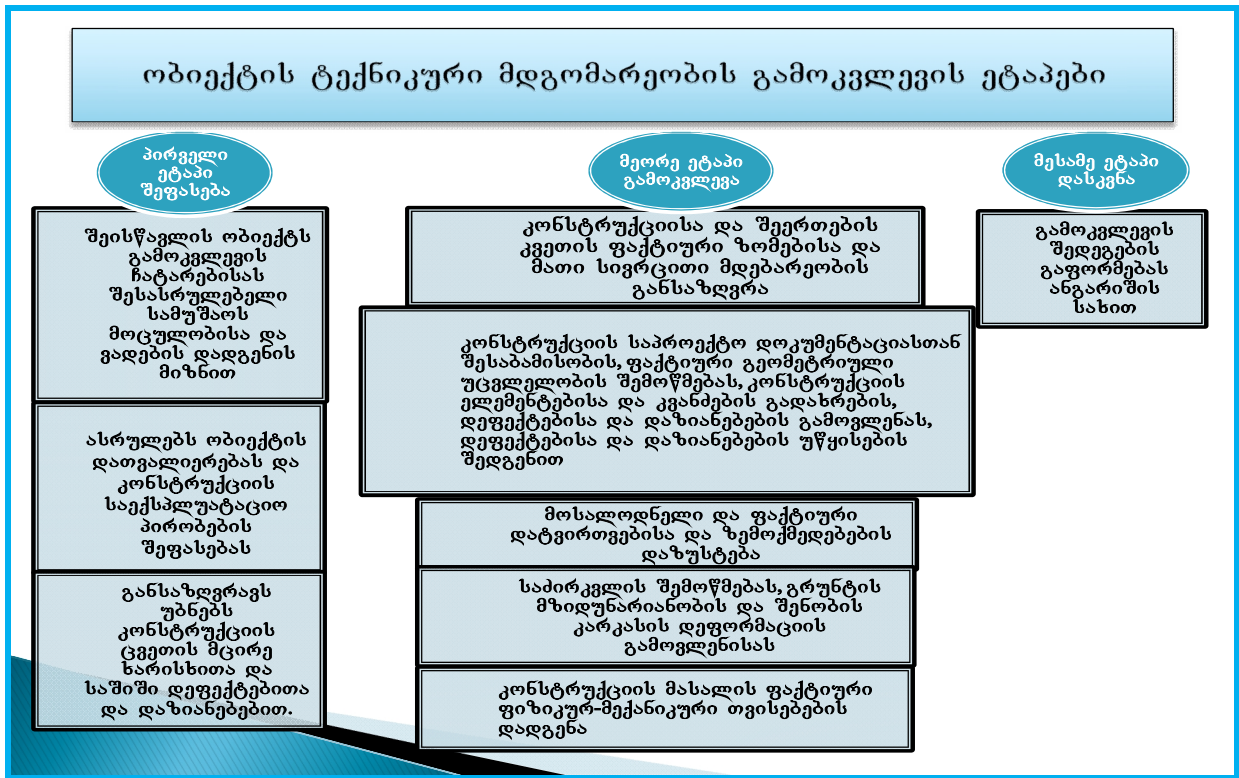 ობიექტის ტექნიკური მდგომარეობის გამოკვლევის ეტაპები
პირველი
ეტაპი
შეფასება
შეისწავლის ობიექტს
გამოკვლევის
ჩატარებისას
შესასრულებელი
სამუშაოს
მოცულობისა და
ვადების დადგენის
მიზნით
ასრულებს ობიექტის
დათვალიერებას და
კონსტრუქციის
საექსპლუატაციო
პირობების
შეფასებას
განსაზღვრავს
უბნებს
კონსტრუქციის
ცვეთის მცირე
ხარისხითა და
საშიში დეფექტებითა
და დაზიანებებით.
მეორე ეტაპი
გამოკვლევა
კონსტრუქციისა და შეერთების
კვეთის ფაქტიური ზომებისა და
მათი სივრცითი მდებარეობის
განსაზღვრა
კონსტრუქციის საპროექტო დოკუმენტაციასთან
შესაბამისობის, ფაქტიური გეომეტრიული
უცვლელობის შემოწმებას, კონსტრუქციის
ელემენტებისა და კვანძების გადახრების,
დეფექტებისა და დაზიანებების გამოვლენას,
დეფექტებისა და დაზიანებების უწყისების
შედგენით
მოსალოდნელი და ფაქტიური
დატვირთვებისა და ზემოქმედებების
დაზუსტება
საძირკვლის შემოწმებას, გრუნტის
მზიდუნარიანობის და შენობის
კარკასის დეფორმაციის
გამოვლენისას
კონსტრუქციის მასალის ფაქტიური
ფიზიკურ-მექანიკური თვისებების
დადგენა
მესამე ეტაპი
დასკვნა
გამოკვლევის
შედეგების
გაფორმებას
ანგარიშის
სახით